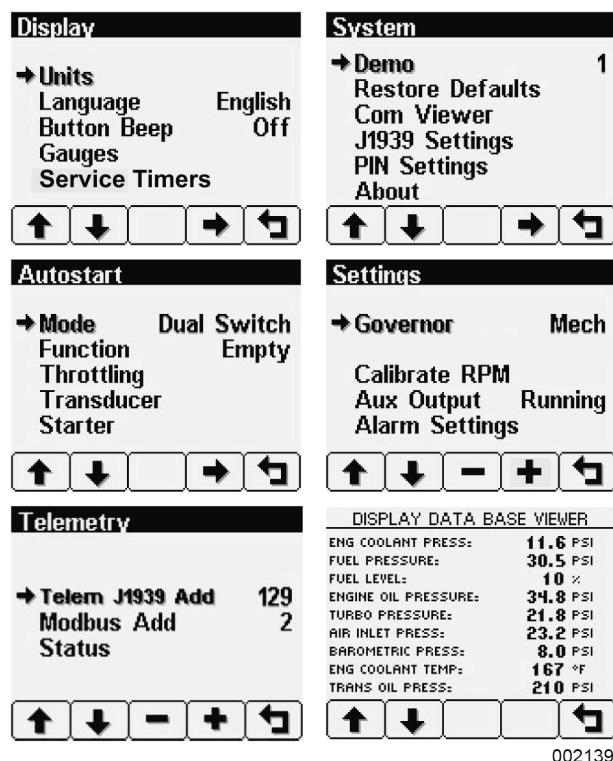 Display
Units
Language English
Button Beep Off
Gauges
Service Timers
System
Demo 1
Restore Defaults
Com Viewer
J1939 Settings
PIN Settings
About
Autostart
Mode Dual Switch
Function Empty
Throttling
Transducer
Starter
Settings
Governor Mech
Calibrate RPM
Aux Output Running
Alarm Settings
Telemetry
Telem J1939 Add 129
Modbus Add 2
Status
DISPLAY DATA BASE VIEWER
ENG COOLANT PRESS: 11.6 PSI
FUEL PRESSURE: 30.5 PSI
FUEL LEVEL: 10 %
ENGINE OIL PRESSURE: 34.8 PSI
TURBO PRESSURE: 21.8 PSI
AIR INLET PRESS: 23.2 PSI
BAROMETRIC PRESS: 8.0 PSI
ENG COOLANT TEMP: 167 °F
TRANS OIL PRESS: 210 PSI
002139